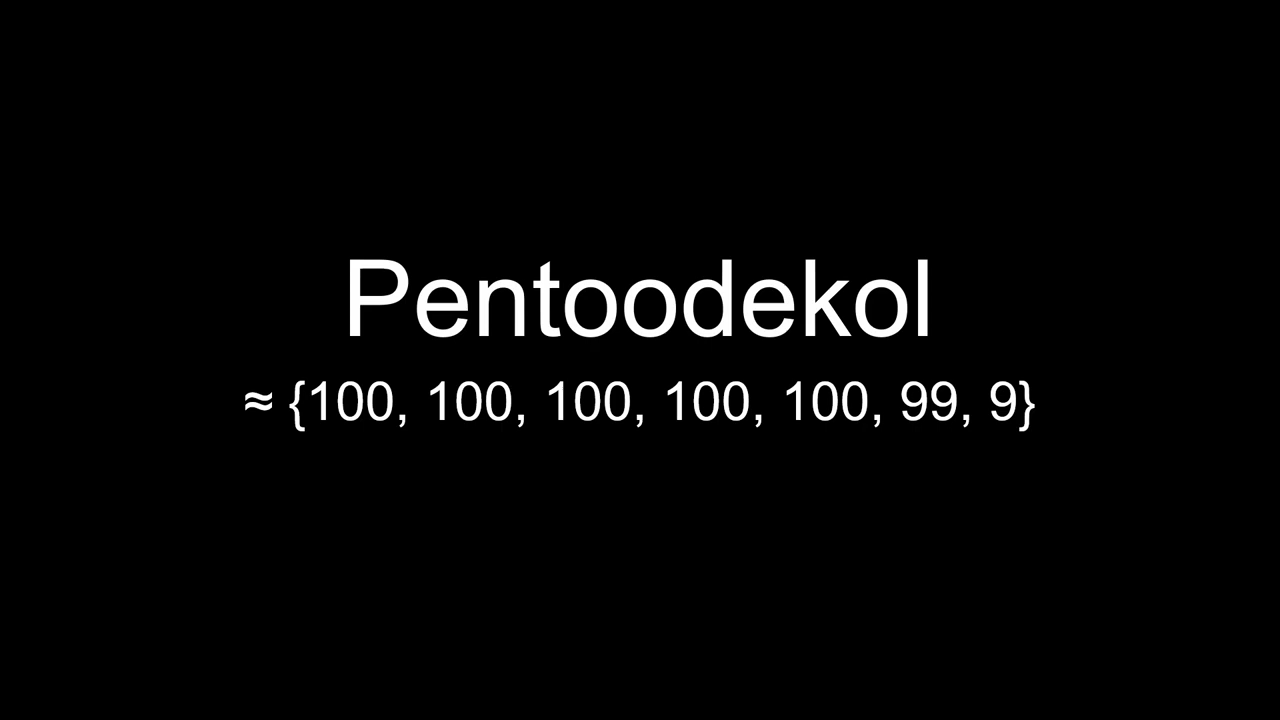 Pentoodekol
≈ {100, 100, 100, 100, 100, 99, 9}